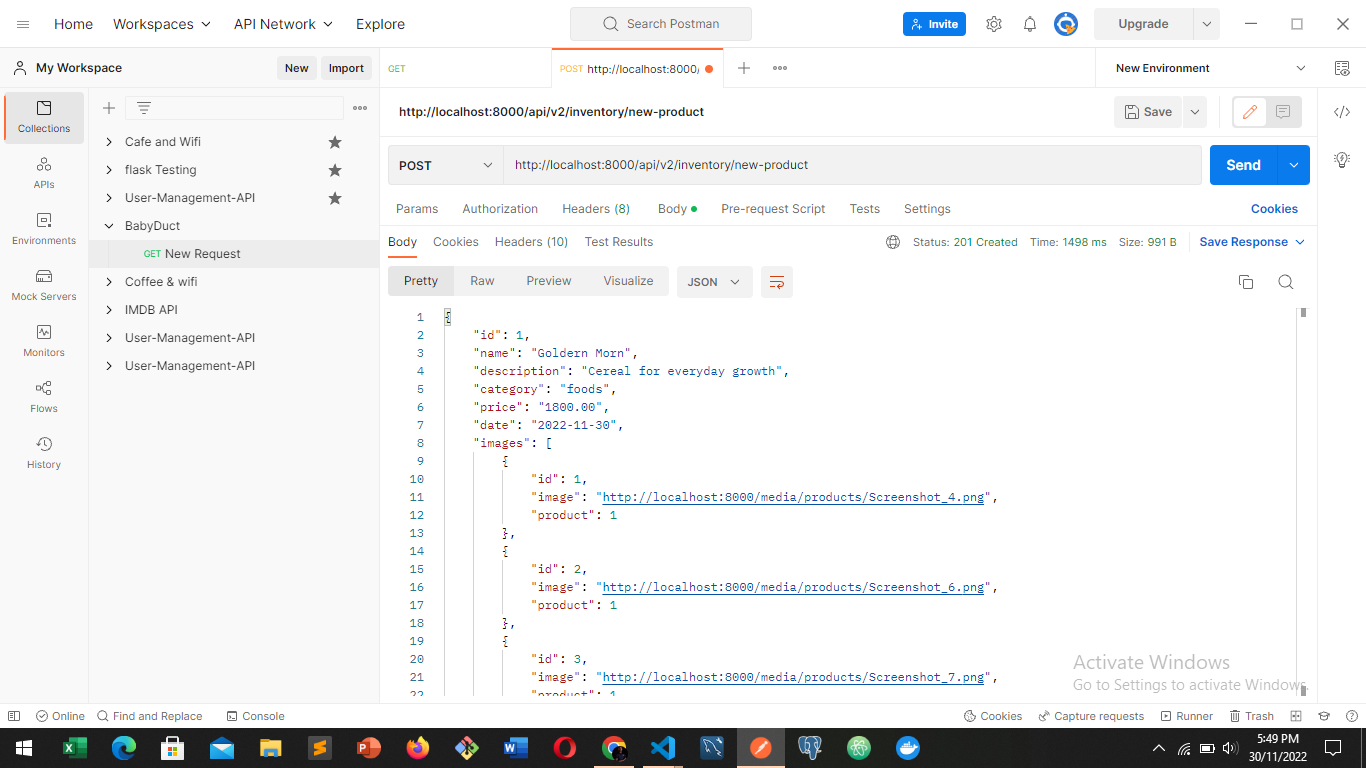 Home Workspaces API Network Explore Search Postman Invite Upgrade
My Workspace New Import GET POST http://localhost:8000/ New Environment
Collections
APIs
Environments
Mock Servers
Monitors
Flows
History
Cafe and Wifi
flask Testing
User-Management-API
BabyDuct
GET New Request
Coffee & wifi
IMDB API
User-Management-API
User-Management-API
http://localhost:8000/api/v2/inventory/new-product Save
POST http://localhost:8000/api/v2/inventory/new-product Send
Params Authorization Headers (8) Body Pre-request Script Tests Settings Cookies
Body Cookies Headers (10) Test Results Status: 201 Created Time: 1498 ms Size: 991 B Save Response
Pretty Raw Preview Visualize JSON
1 {
2 "id": 1,
3 "name": "Goldern Morn",
4 "description": "Cereal for everyday growth",
5 "category": "foods",
6 "price": "1800.00",
7 "date": "2022-11-30",
8 "images": [
9 {
10 "id": 1,
11 "image": "http://localhost:8000/media/products/Screenshot_4.png",
12 "product": 1
13 },
14 {
15 "id": 2,
16 "image": "http://localhost:8000/media/products/Screenshot_6.png",
17 "product": 1
18 },
19 {
20 "id": 3,
21 "image": "http://localhost:8000/media/products/Screenshot_7.png",
22 "product": 1
Activate Windows
Go to Settings to activate Windows.
Online Find and Replace Console Cookies Capture requests Runner Trash
5:49 PM
30/11/2022